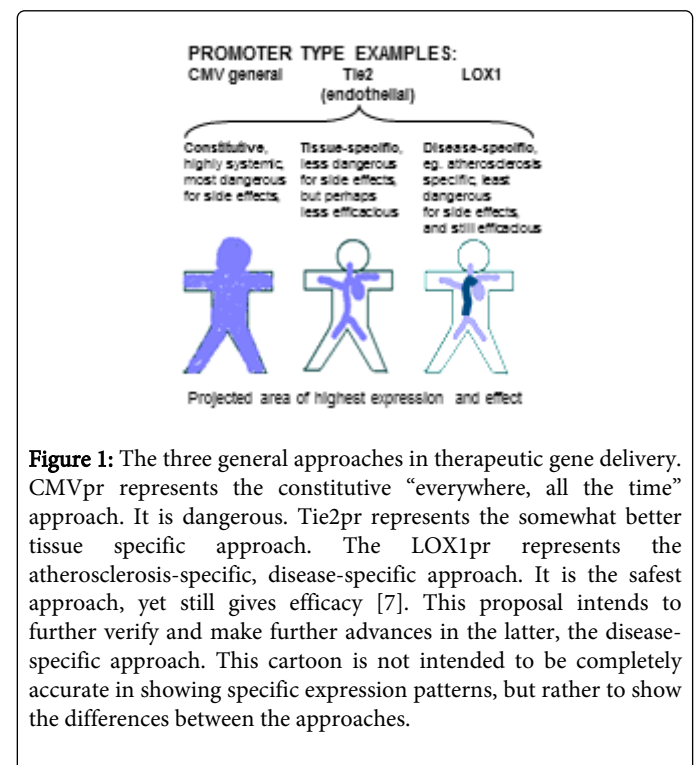 PROMOTER TYPE EXAMPLES:
CMV general Tie2 LOX1
(endothelial)
Constitutive,
highly systemic,
most dangerous
for side effects,
Tissue-specific,
less dangerous
for side effects,
but perhaps
less efficacious
Disease-specific,
eg. atherosclerosis
specific, least
dangerous
for side effects,
and still efficacious
Projected area of highest expression and effect
Figure 1: The three general approaches in therapeutic gene delivery.
CMVpr represents the constitutive “everywhere, all the time”
approach. It is dangerous. Tie2pr represents the somewhat better
tissue specific approach. The LOX1pr represents the
atherosclerosis-specific, disease-specific approach. It is the safest
approach, yet still gives efficacy [7]. This proposal intends to
further verify and make further advances in the latter, the disease-
specific approach. This cartoon is not intended to be completely
accurate in showing specific expression patterns, but rather to show
the differences between the approaches.